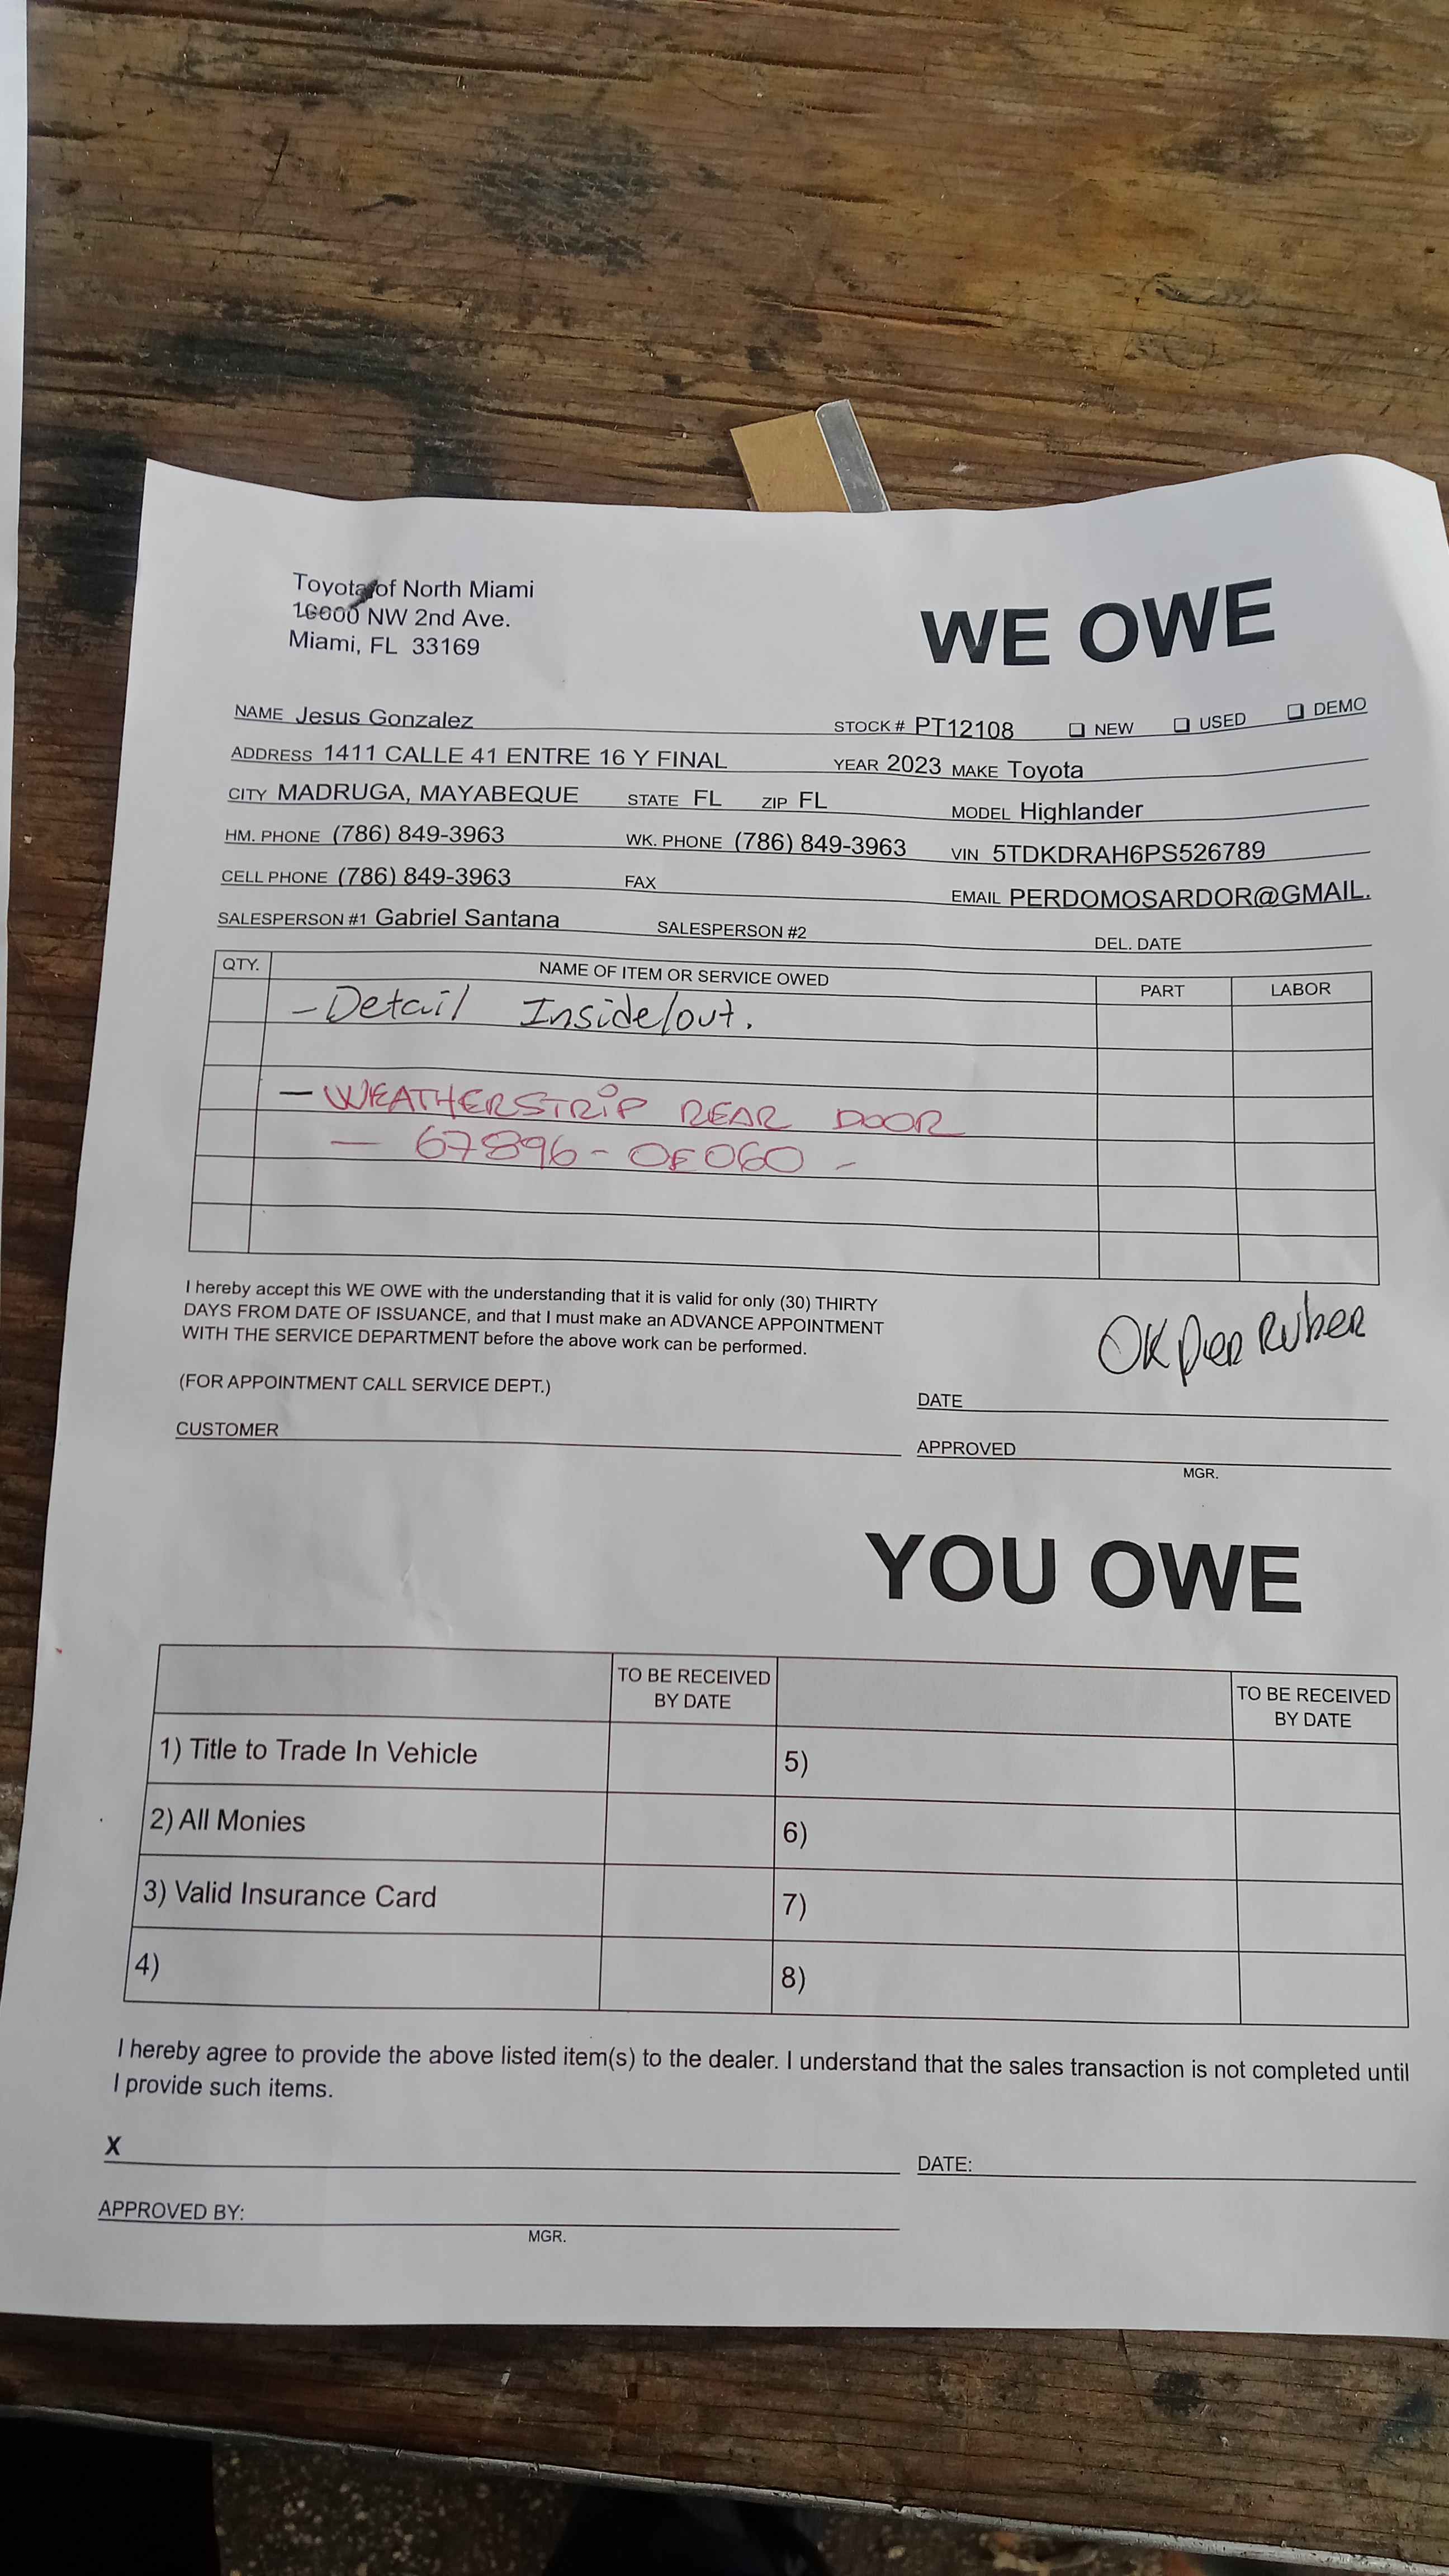 Toyota of North Miami
16600 NW 2nd Ave.
Miami, FL 33169
WE OWE
NAME Jesus Gonzalez
STOCK # PT12108 NEW USED DEMO
ADDRESS 1411 CALLE 41 ENTRE 16 Y FINAL
YEAR 2023 MAKE Toyota
CITY MADRUGA, MAYABEQUE STATE FL ZIP FL
MODEL Highlander
HM. PHONE (786) 849-3963 WK. PHONE (786) 849-3963
VIN 5TDKDRAH6PS526789
CELL PHONE (786) 849-3963 FAX
EMAIL PERDOMOSARDOR@GMAIL.
SALESPERSON #1 Gabriel Santana SALESPERSON #2 DEL. DATE
QTY. NAME OF ITEM OR SERVICE OWED PART LABOR
- Detail Inside/out.
- WEATHERSTRIP REAR DOOR
- 67896-0E060 -
I hereby accept this WE OWE with the understanding that it is valid for only (30) THIRTY
DAYS FROM DATE OF ISSUANCE, and that I must make an ADVANCE APPOINTMENT
WITH THE SERVICE DEPARTMENT before the above work can be performed.
OK per Ruben
(FOR APPOINTMENT CALL SERVICE DEPT.)
DATE
CUSTOMER
APPROVED
MGR.
YOU OWE
TO BE RECEIVED
BY DATE
TO BE RECEIVED
BY DATE
1) Title to Trade In Vehicle
5)
2) All Monies
6)
3) Valid Insurance Card
7)
4)
8)
I hereby agree to provide the above listed item(s) to the dealer. I understand that the sales transaction is not completed until
I provide such items.
X
DATE:
APPROVED BY:
MGR.